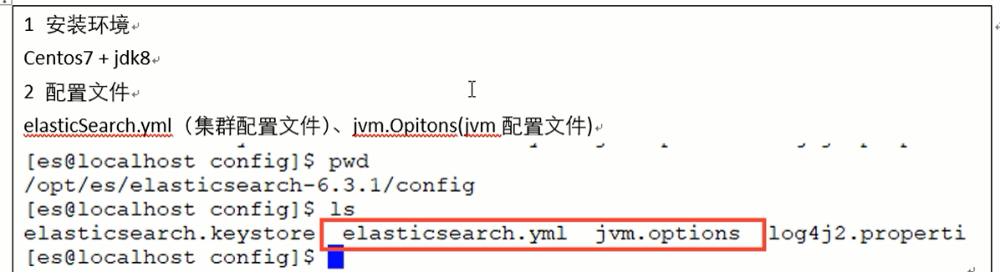 1 安装环境
Centos7 + jdk8
2 配置文件
elasticSearch.yml（集群配置文件）、jvm.Opitons(jvm 配置文件)
[es@localhost config]$ pwd
/opt/es/elasticsearch-6.3.1/config
[es@localhost config]$ ls
elasticsearch.keystore elasticsearch.yml jvm.options log4j2.properti
[es@localhost config]$